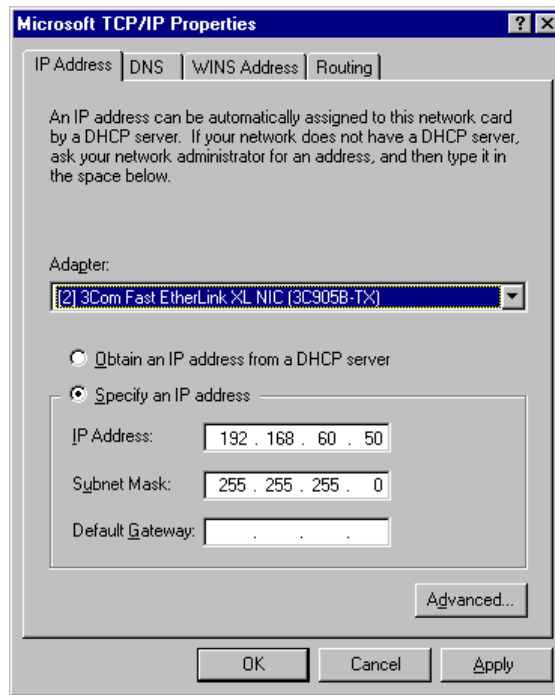 Microsoft TCP/IP Properties
IP Address DNS WINS Address Routing
An IP address can be automatically assigned to this network card
by a DHCP server. If your network does not have a DHCP server,
ask your network administrator for an address, and then type it in
the space below.
Adapter:
[2] 3Com Fast EtherLink XL NIC (3C905B-TX)
Obtain an IP address from a DHCP server
Specify an IP address
IP Address: 192 . 168 . 60 . 50
Subnet Mask: 255 . 255 . 255 . 0
Default Gateway: . . .
Advanced...
OK Cancel Apply